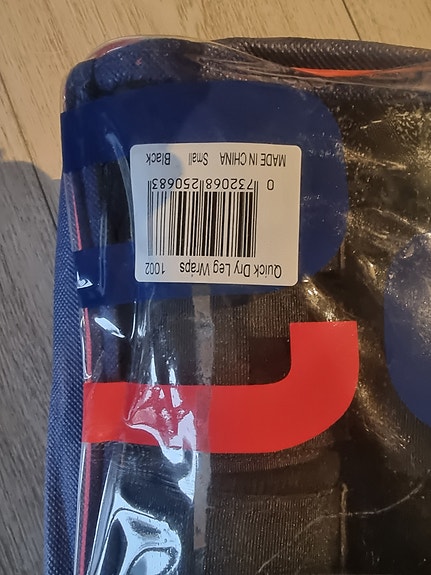 Quick Dry Leg Wraps 1002
0 732068 250683
MADE IN CHINA Small Black